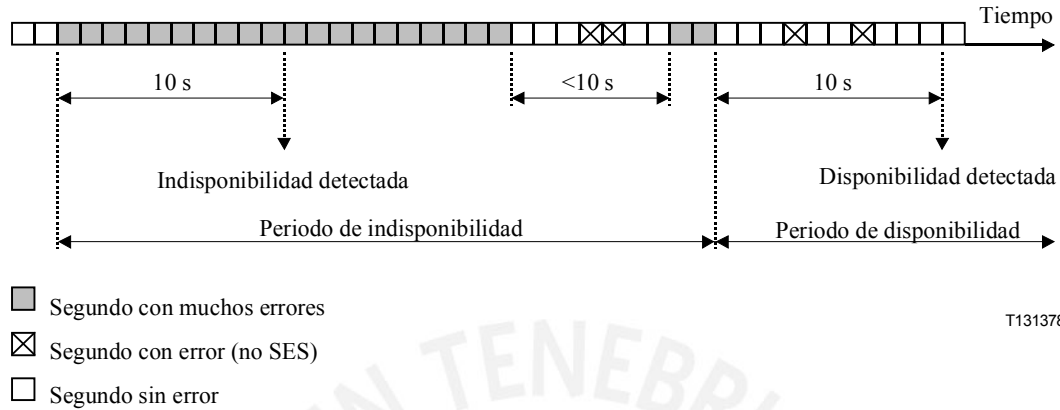 Tiempo
10 s
<10 s
10 s
Indisponibilidad detectada
Disponibilidad detectada
Periodo de indisponibilidad
Periodo de disponibilidad
Segundo con muchos errores
T131378
Segundo con error (no SES)
Segundo sin error